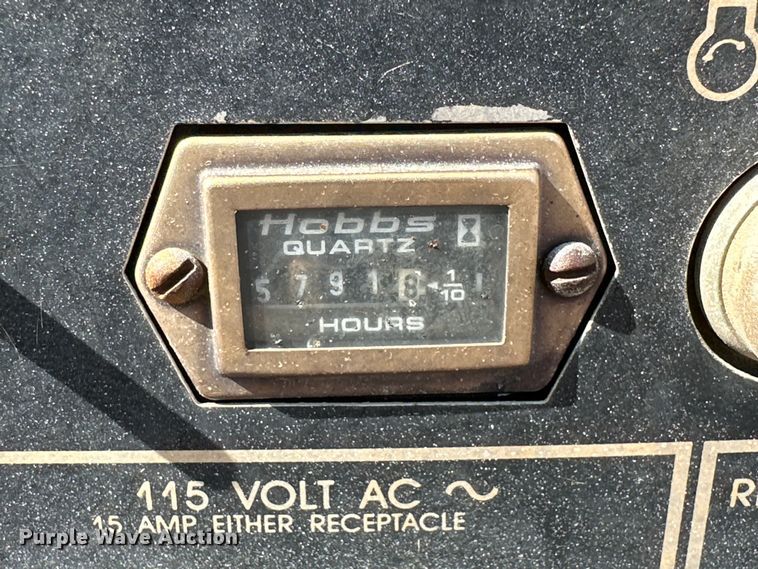 Hobbs
QUARTZ
5 7 9 1 1/10
HOURS
115 VOLT AC ~
15 AMP EITHER RECEPTACLE
Purple Wave Auction